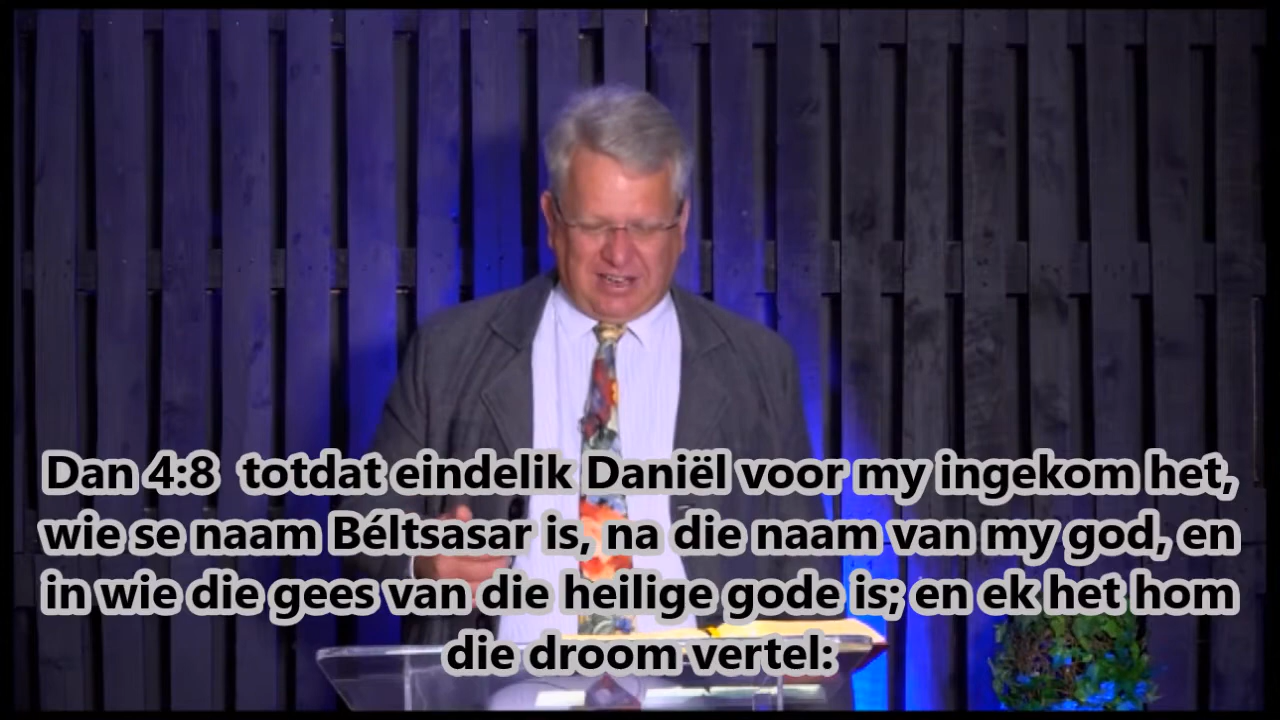 Dan 4:8  totdat eindelik Daniël voor my ingekom het,
wie se naam Béltsasar is, na die naam van my god, en
in wie die gees van die heilige gode is; en ek het hom
die droom vertel: